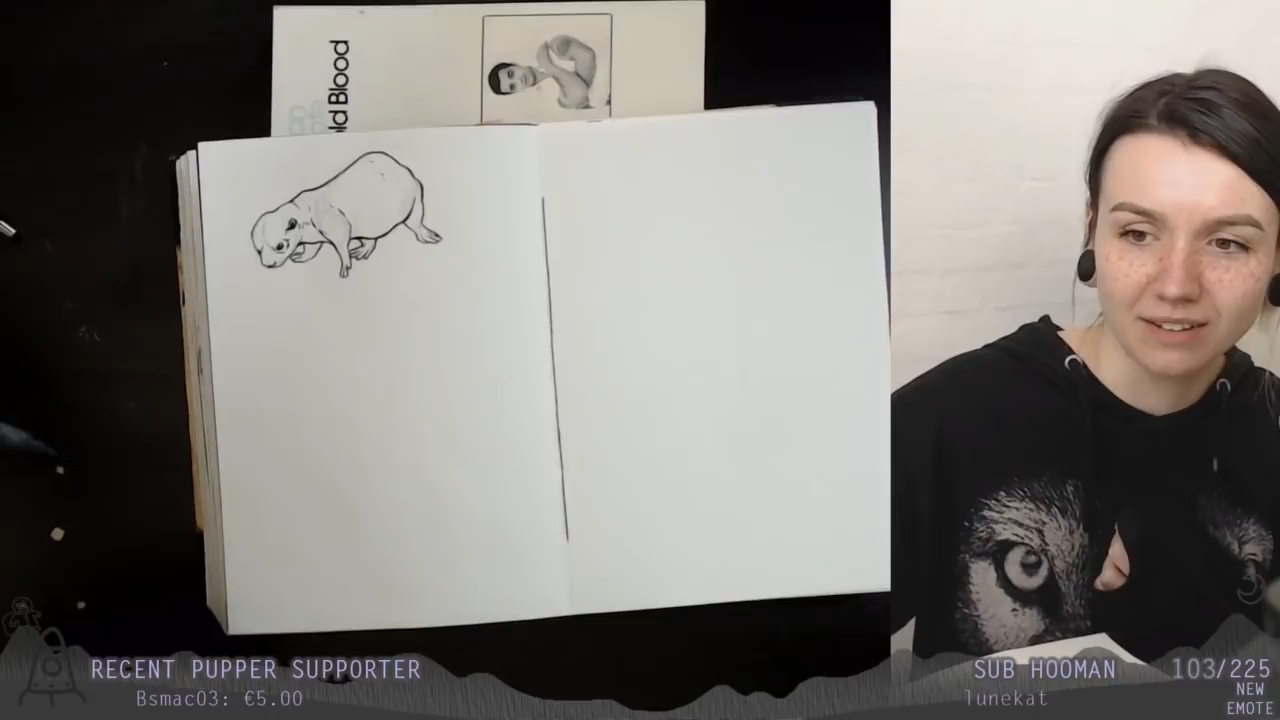 ld Blood
RECENT PUPPER SUPPORTER
Bsmac03: €5.00
SUB HOOMAN
lunekat
103/225
NEW
EMOTE